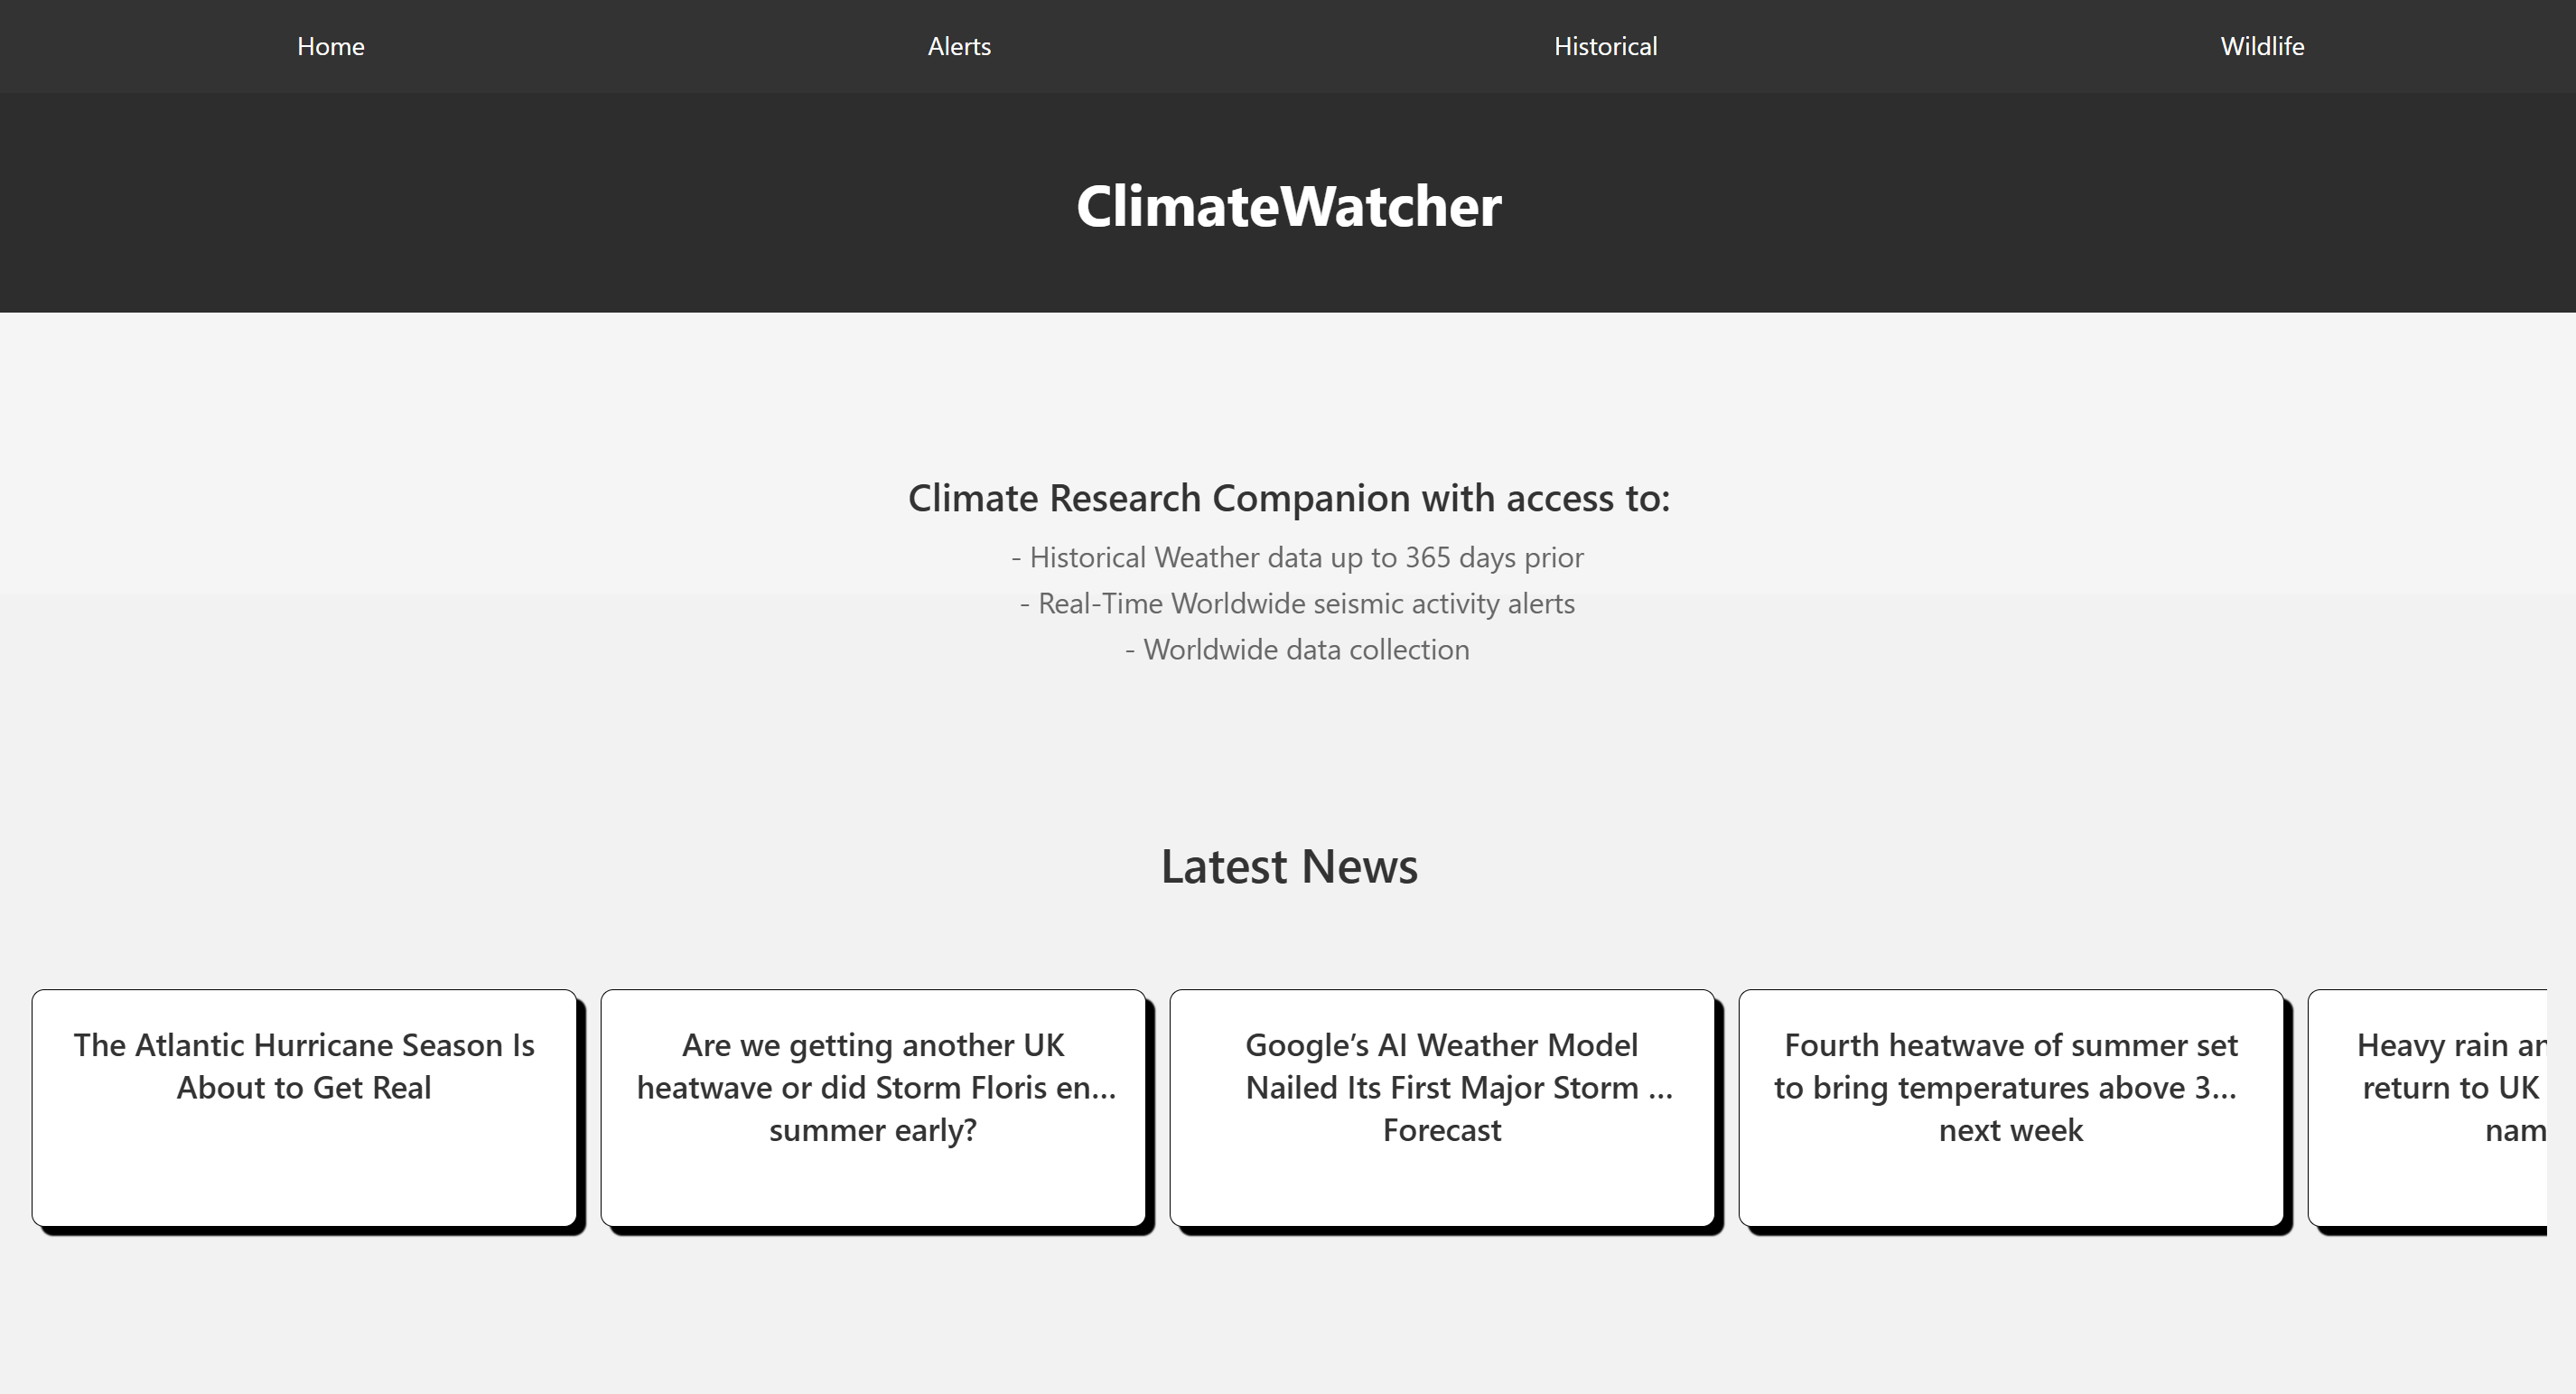 Home Alerts Historical Wildlife
ClimateWatcher
Climate Research Companion with access to:
- Historical Weather data up to 365 days prior
- Real-Time Worldwide seismic activity alerts
- Worldwide data collection
Latest News
The Atlantic Hurricane Season Is
About to Get Real
Are we getting another UK
heatwave or did Storm Floris en...
summer early?
Google’s AI Weather Model
Nailed Its First Major Storm ...
Forecast
Fourth heatwave of summer set
to bring temperatures above 3...
next week
Heavy rain an
return to UK
nam